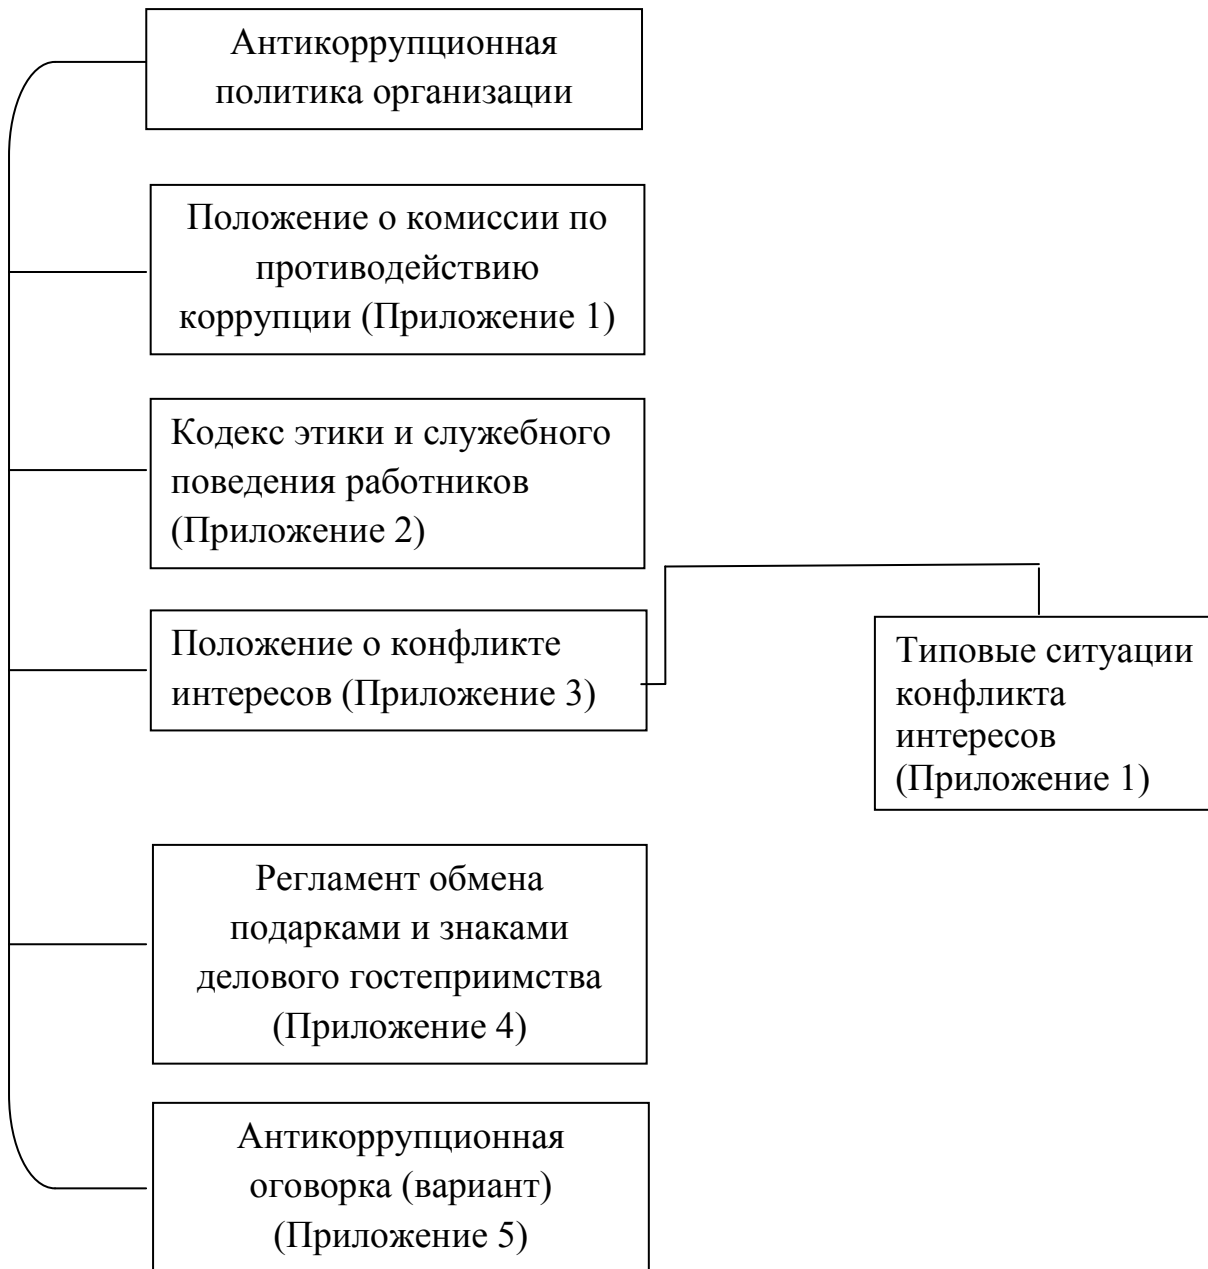 Антикоррупционная
политика организации
Положение о комиссии по
противодействию
коррупции (Приложение 1)
Кодекс этики и служебного
поведения работников
(Приложение 2)
Положение о конфликте
интересов (Приложение 3)
Типовые ситуации
конфликта
интересов
(Приложение 1)
Регламент обмена
подарками и знаками
делового гостеприимства
(Приложение 4)
Антикоррупционная
оговорка (вариант)
(Приложение 5)